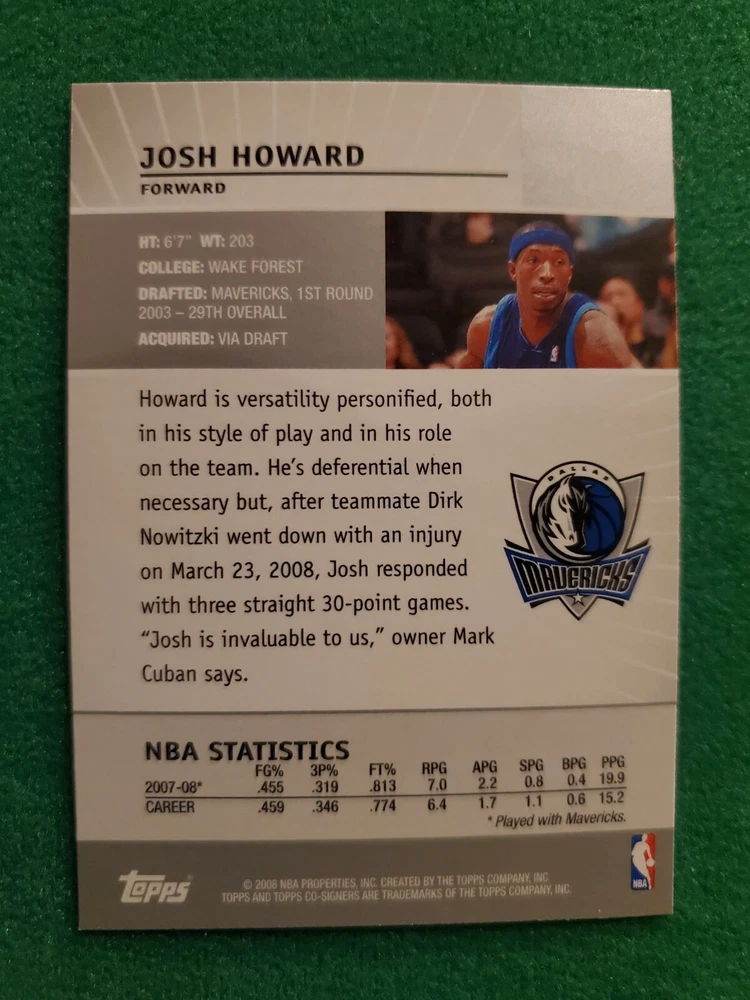 JOSH HOWARD
FORWARD
HT: 6'7" WT: 203
COLLEGE: WAKE FOREST
DRAFTED: MAVERICKS, 1ST ROUND
2003 – 29TH OVERALL
ACQUIRED: VIA DRAFT
Howard is versatility personified, both
in his style of play and in his role
on the team. He's deferential when
necessary but, after teammate Dirk
Nowitzki went down with an injury
on March 23, 2008, Josh responded
with three straight 30-point games.
“Josh is invaluable to us,” owner Mark
Cuban says.
DALLAS
MAVERICKS
NBA STATISTICS
FG% 3P% FT% RPG APG SPG BPG PPG
2007-08* .455 .319 .813 7.0 2.2 0.8 0.4 19.9
CAREER .459 .346 .774 6.4 1.7 1.1 0.6 15.2
* Played with Mavericks.
TOPPS
© 2008 NBA PROPERTIES, INC. CREATED BY THE TOPPS COMPANY, INC.
TOPPS AND TOPPS CO-SIGNERS ARE TRADEMARKS OF THE TOPPS COMPANY, INC.
NBA